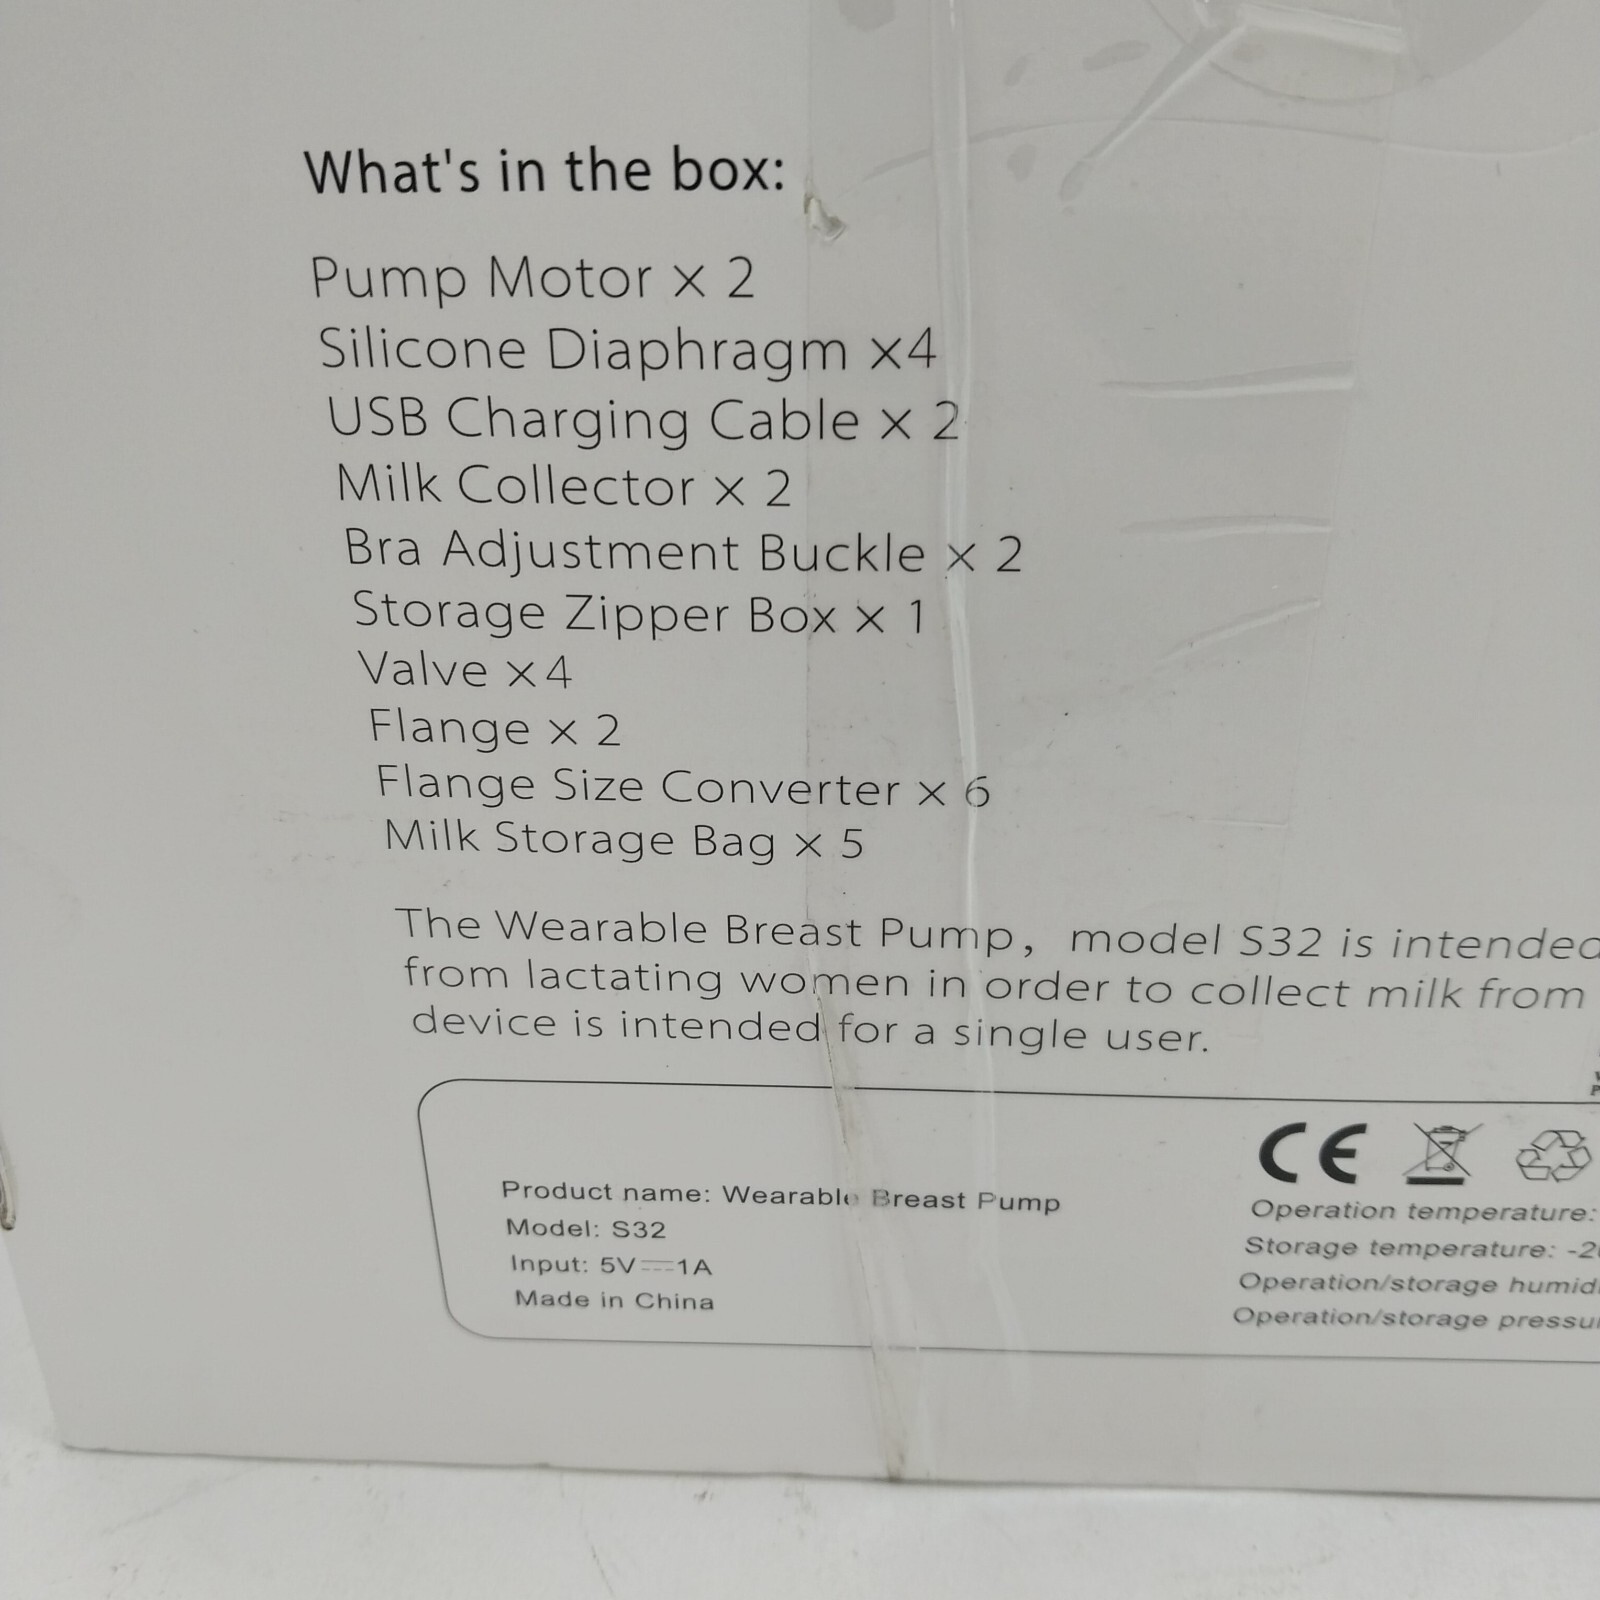 What's in the box:
Pump Motor × 2
Silicone Diaphragm ×4
USB Charging Cable × 2
Milk Collector × 2
Bra Adjustment Buckle × 2
Storage Zipper Box × 1
Valve ×4
Flange × 2
Flange Size Converter × 6
Milk Storage Bag × 5
The Wearable Breast Pump, model S32 is intended
from lactating women in order to collect milk from
device is intended for a single user.
CE
Product name: Wearable Breast Pump
Model: S32
Input: 5V⎓1A
Made in China
Operation temperature:
Storage temperature:
Operation/storage
Operation/storage